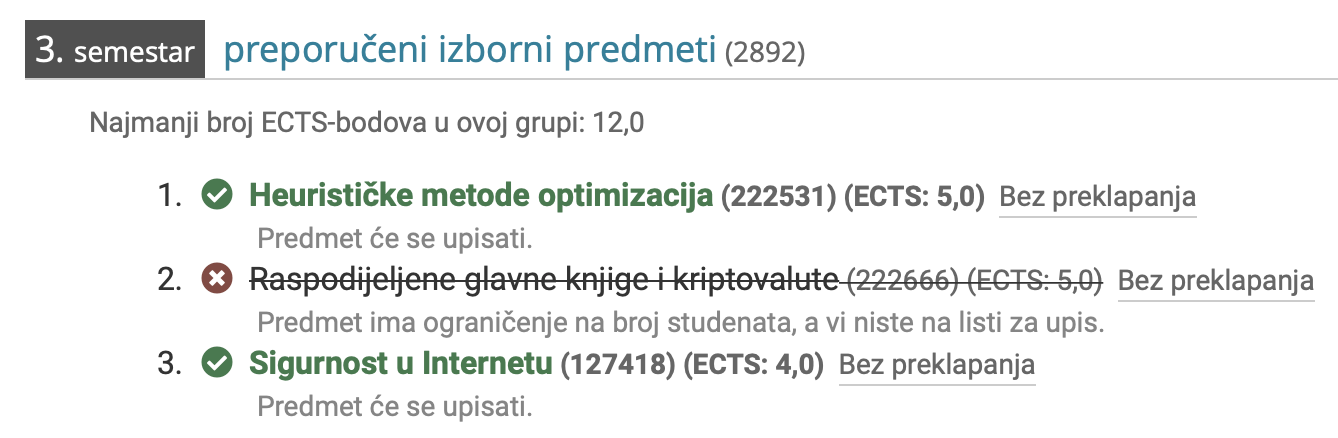 3. semestar preporučeni izborni predmeti (2892)
Najmanji broj ECTS-bodova u ovoj grupi: 12,0
1. Heurističke metode optimizacija (222531) (ECTS: 5,0) Bez preklapanja
Predmet će se upisati.
2. Raspodijeljene glavne knjige i kriptovalute (222666) (ECTS: 5,0) Bez preklapanja
Predmet ima ograničenje na broj studenata, a vi niste na listi za upis.
3. Sigurnost u Internetu (127418) (ECTS: 4,0) Bez preklapanja
Predmet će se upisati.